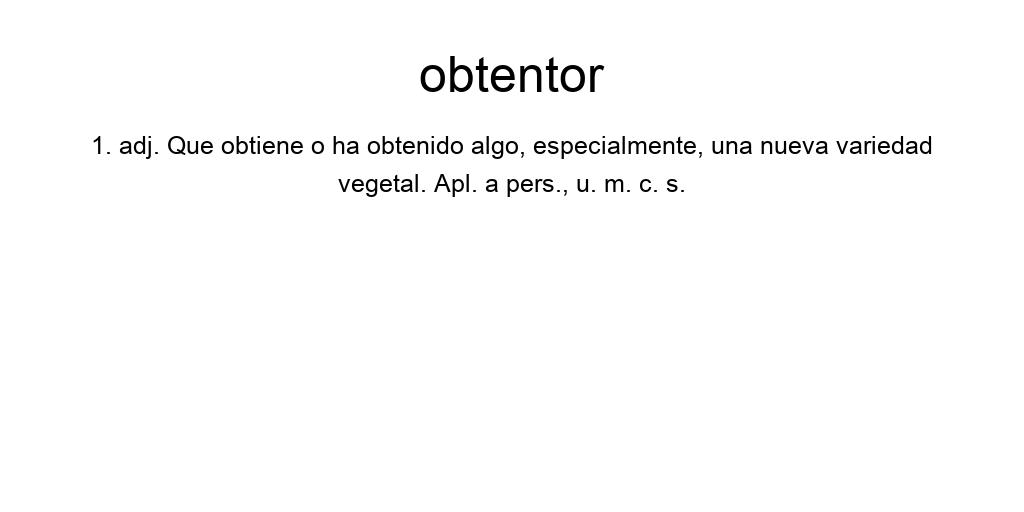 obtentor
1. adj. Que obtiene o ha obtenido algo, especialmente, una nueva variedad
vegetal. Apl. a pers., u. m. c. s.